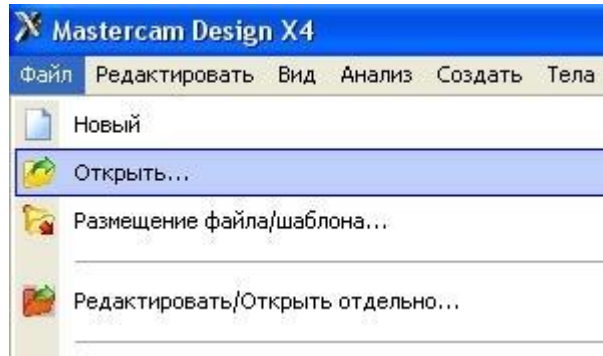 Mastercam Design X4
Файл Редактировать Вид Анализ Создать Тела
Новый
Открыть...
Размещение файла/шаблона...
Редактировать/Открыть отдельно...